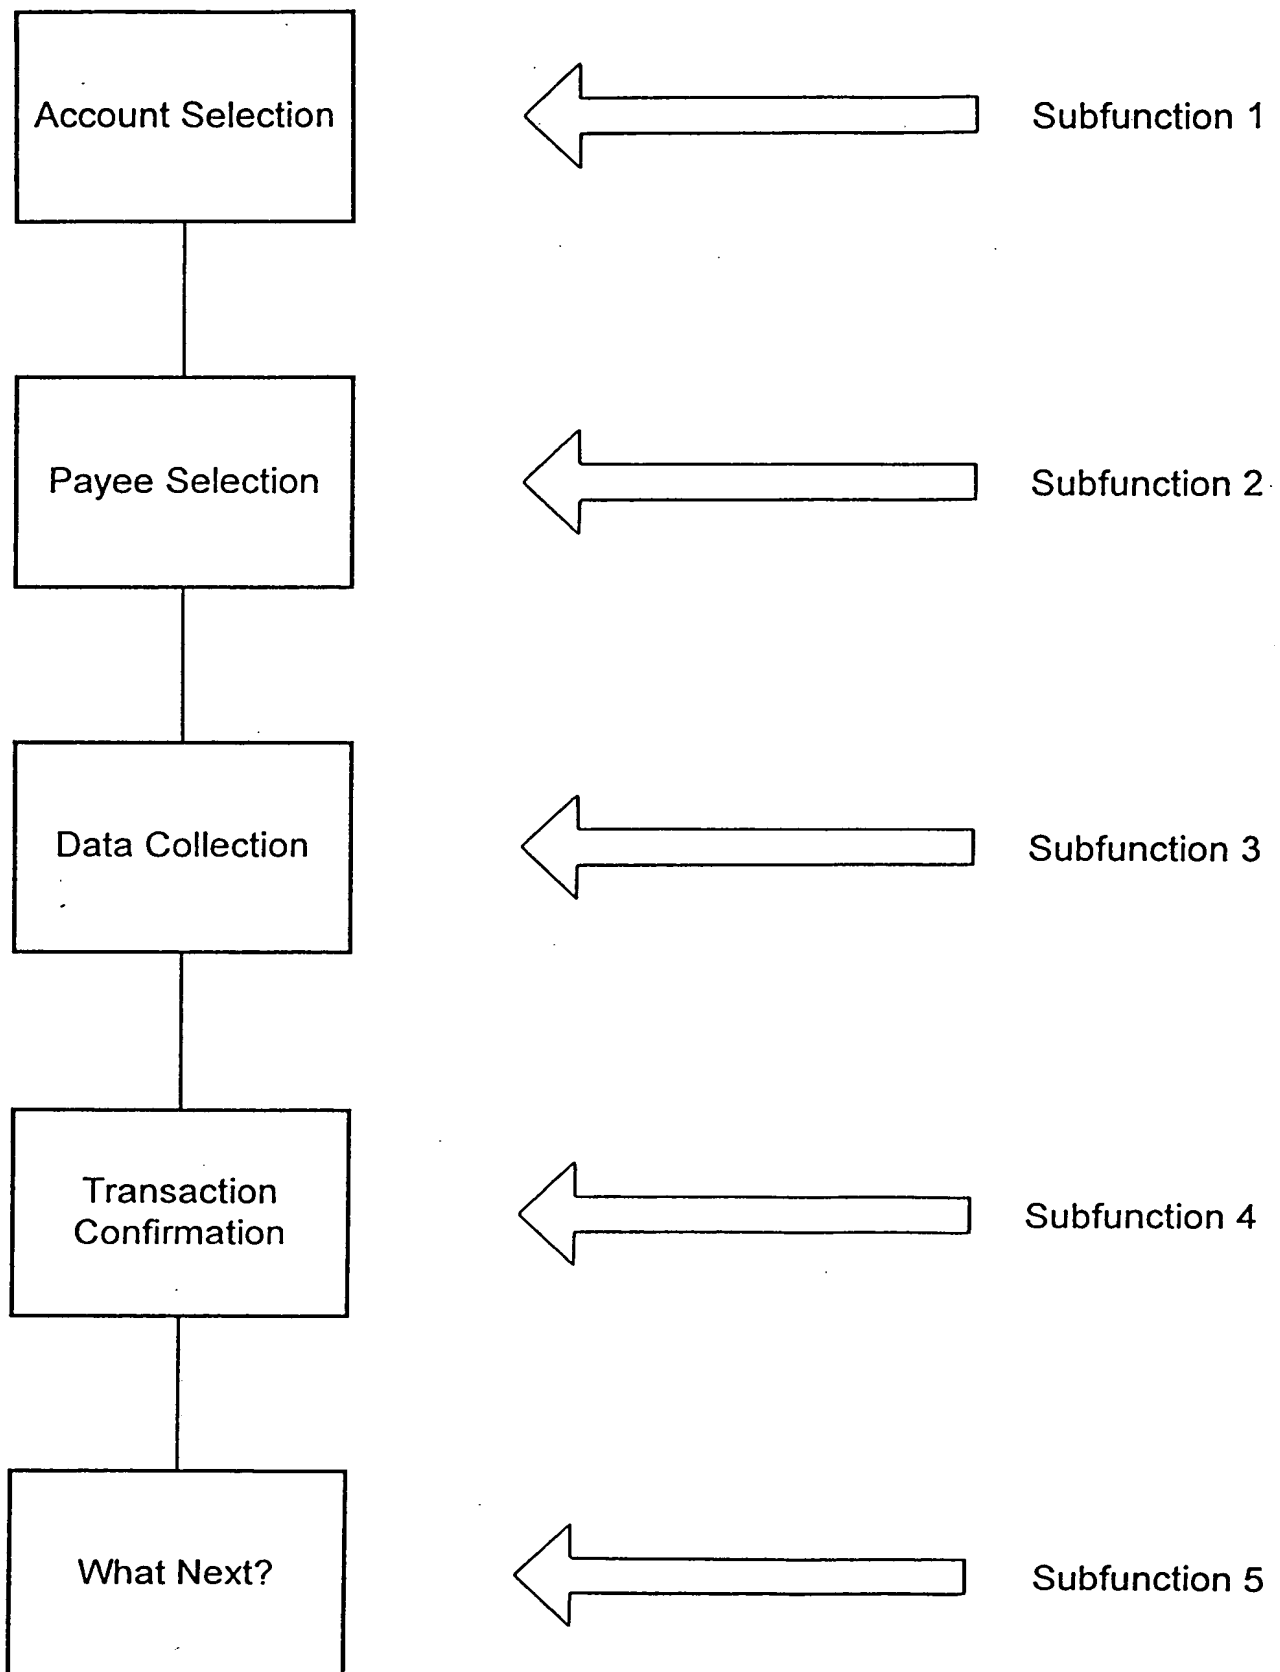 Account Selection
Subfunction 1
Payee Selection
Subfunction 2
Data Collection
Subfunction 3
Transaction
Confirmation
Subfunction 4
What Next?
Subfunction 5